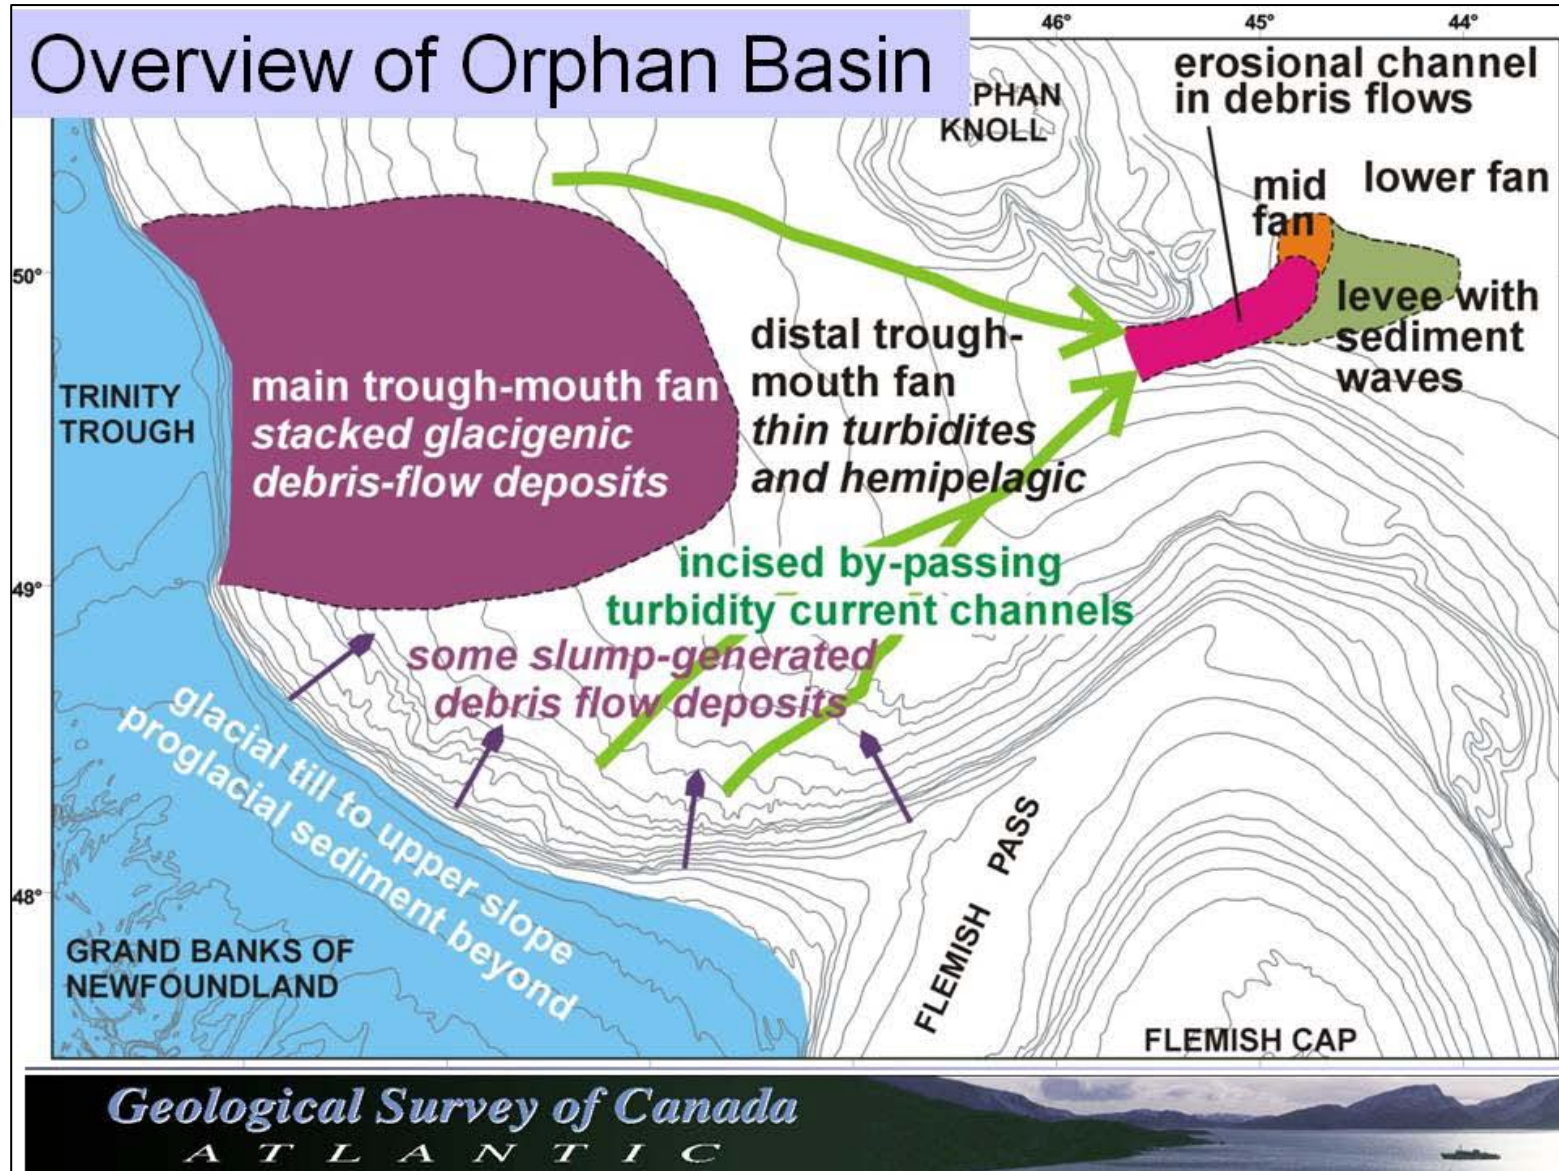 Overview of Orphan Basin
46°
45°
44°
RPHAN
KNOLL
erosional channel
in debris flows
mid
fan
lower fan
50°
levee with
sediment
waves
distal trough-
mouth fan
thin turbidites
and hemipelagic
TRINITY
TROUGH
main trough-mouth fan
stacked glacigenic
debris-flow deposits
49°
incised by-passing
turbidity current channels
some slump-generated
debris flow deposits
glacial till to upper slope
proglacial sediment beyond
48°
GRAND BANKS OF
NEWFOUNDLAND
FLEMISH PASS
FLEMISH CAP
Geological Survey of Canada
ATLANTIC